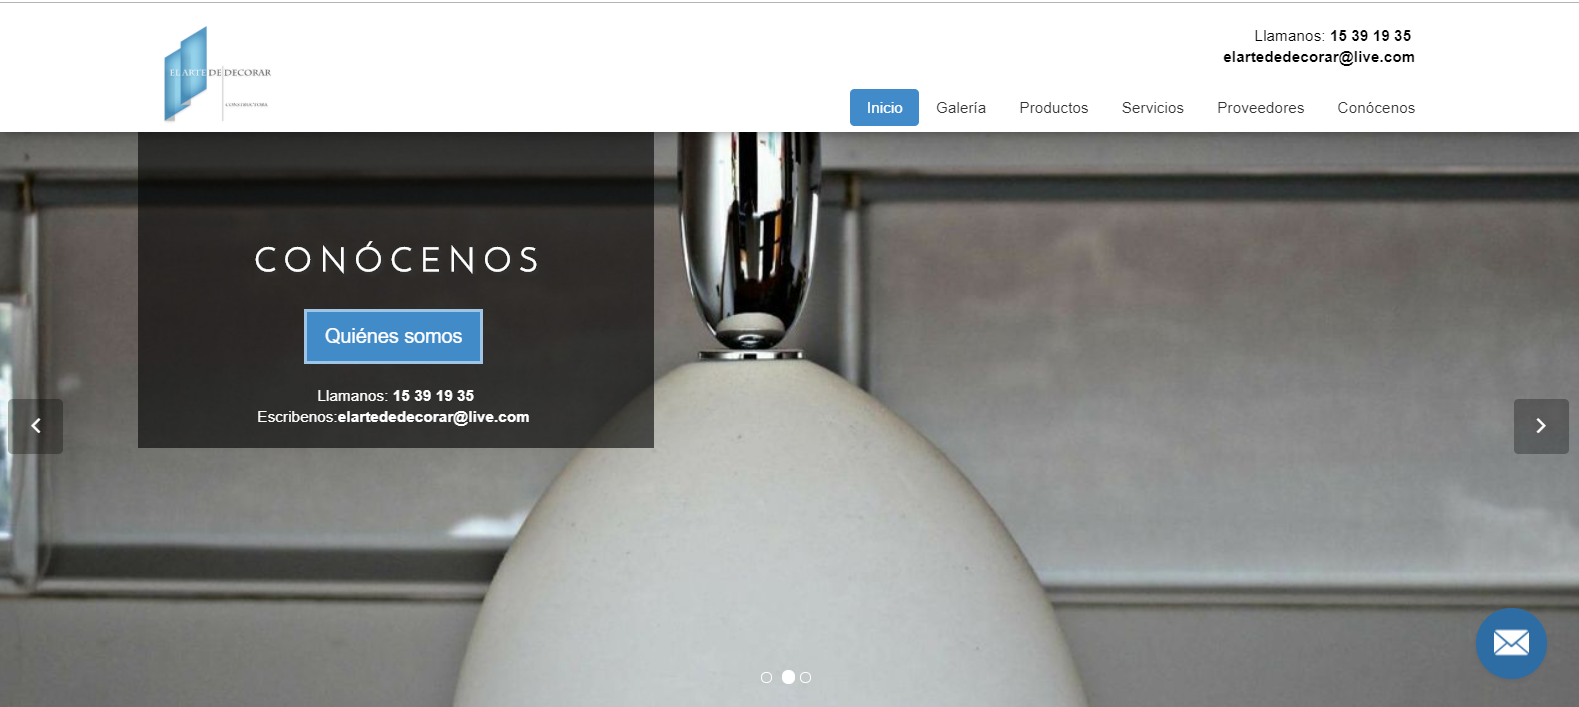 EL ARTE DE DECORAR
CONSTRUCTORA
Llamanos: 15 39 19 35
elartededecorar@live.com
Inicio Galería Productos Servicios Proveedores Conócenos
CONÓCENOS
Quiénes somos
Llamanos: 15 39 19 35
Escribenos:elartededecorar@live.com